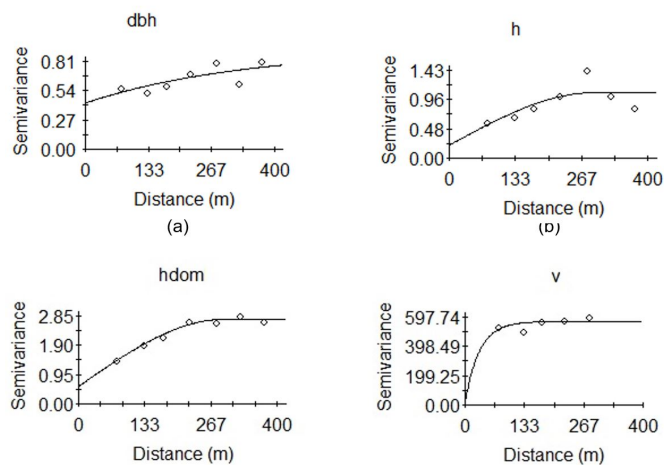 dbh
0.81
0.54
0.27
0.00
Semivariance
0 133 267 400
Distance (m)
(a)
h
1.43
0.96
0.48
0.00
Semivariance
0 133 267 400
Distance (m)
(b)
hdom
2.85
1.90
0.95
0.00
Semivariance
0 133 267 400
Distance (m)
v
597.74
398.49
199.25
0.00
Semivariance
0 133 267 400
Distance (m)